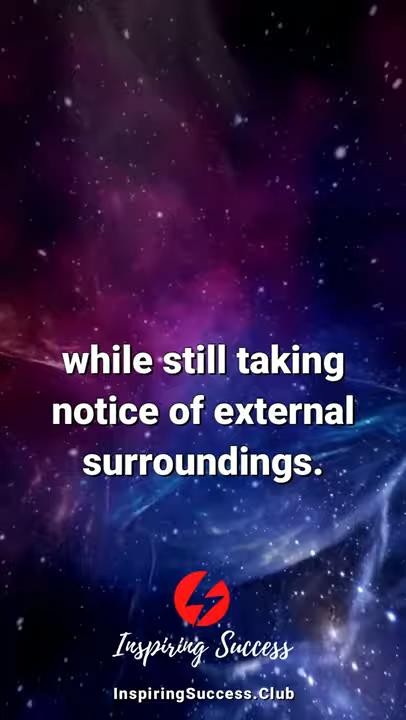 while still taking
notice of external
surroundings.
Inspiring Success
InspiringSuccess.Club